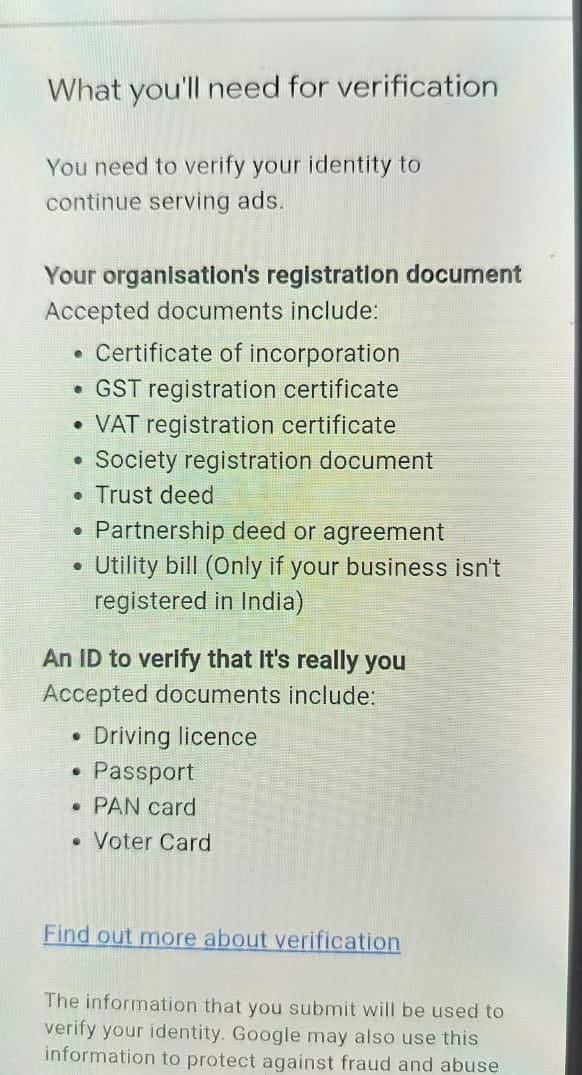 What you'll need for verification
You need to verify your identity to
continue serving ads.
Your organisation's registration document
Accepted documents include:
• Certificate of incorporation
• GST registration certificate
• VAT registration certificate
• Society registration document
• Trust deed
• Partnership deed or agreement
• Utility bill (Only if your business isn't
registered in India)
An ID to verify that it's really you
Accepted documents include:
• Driving licence
• Passport
• PAN card
• Voter Card
Find out more about verification
The information that you submit will be used to
verify your identity. Google may also use this
information to protect against fraud and abuse